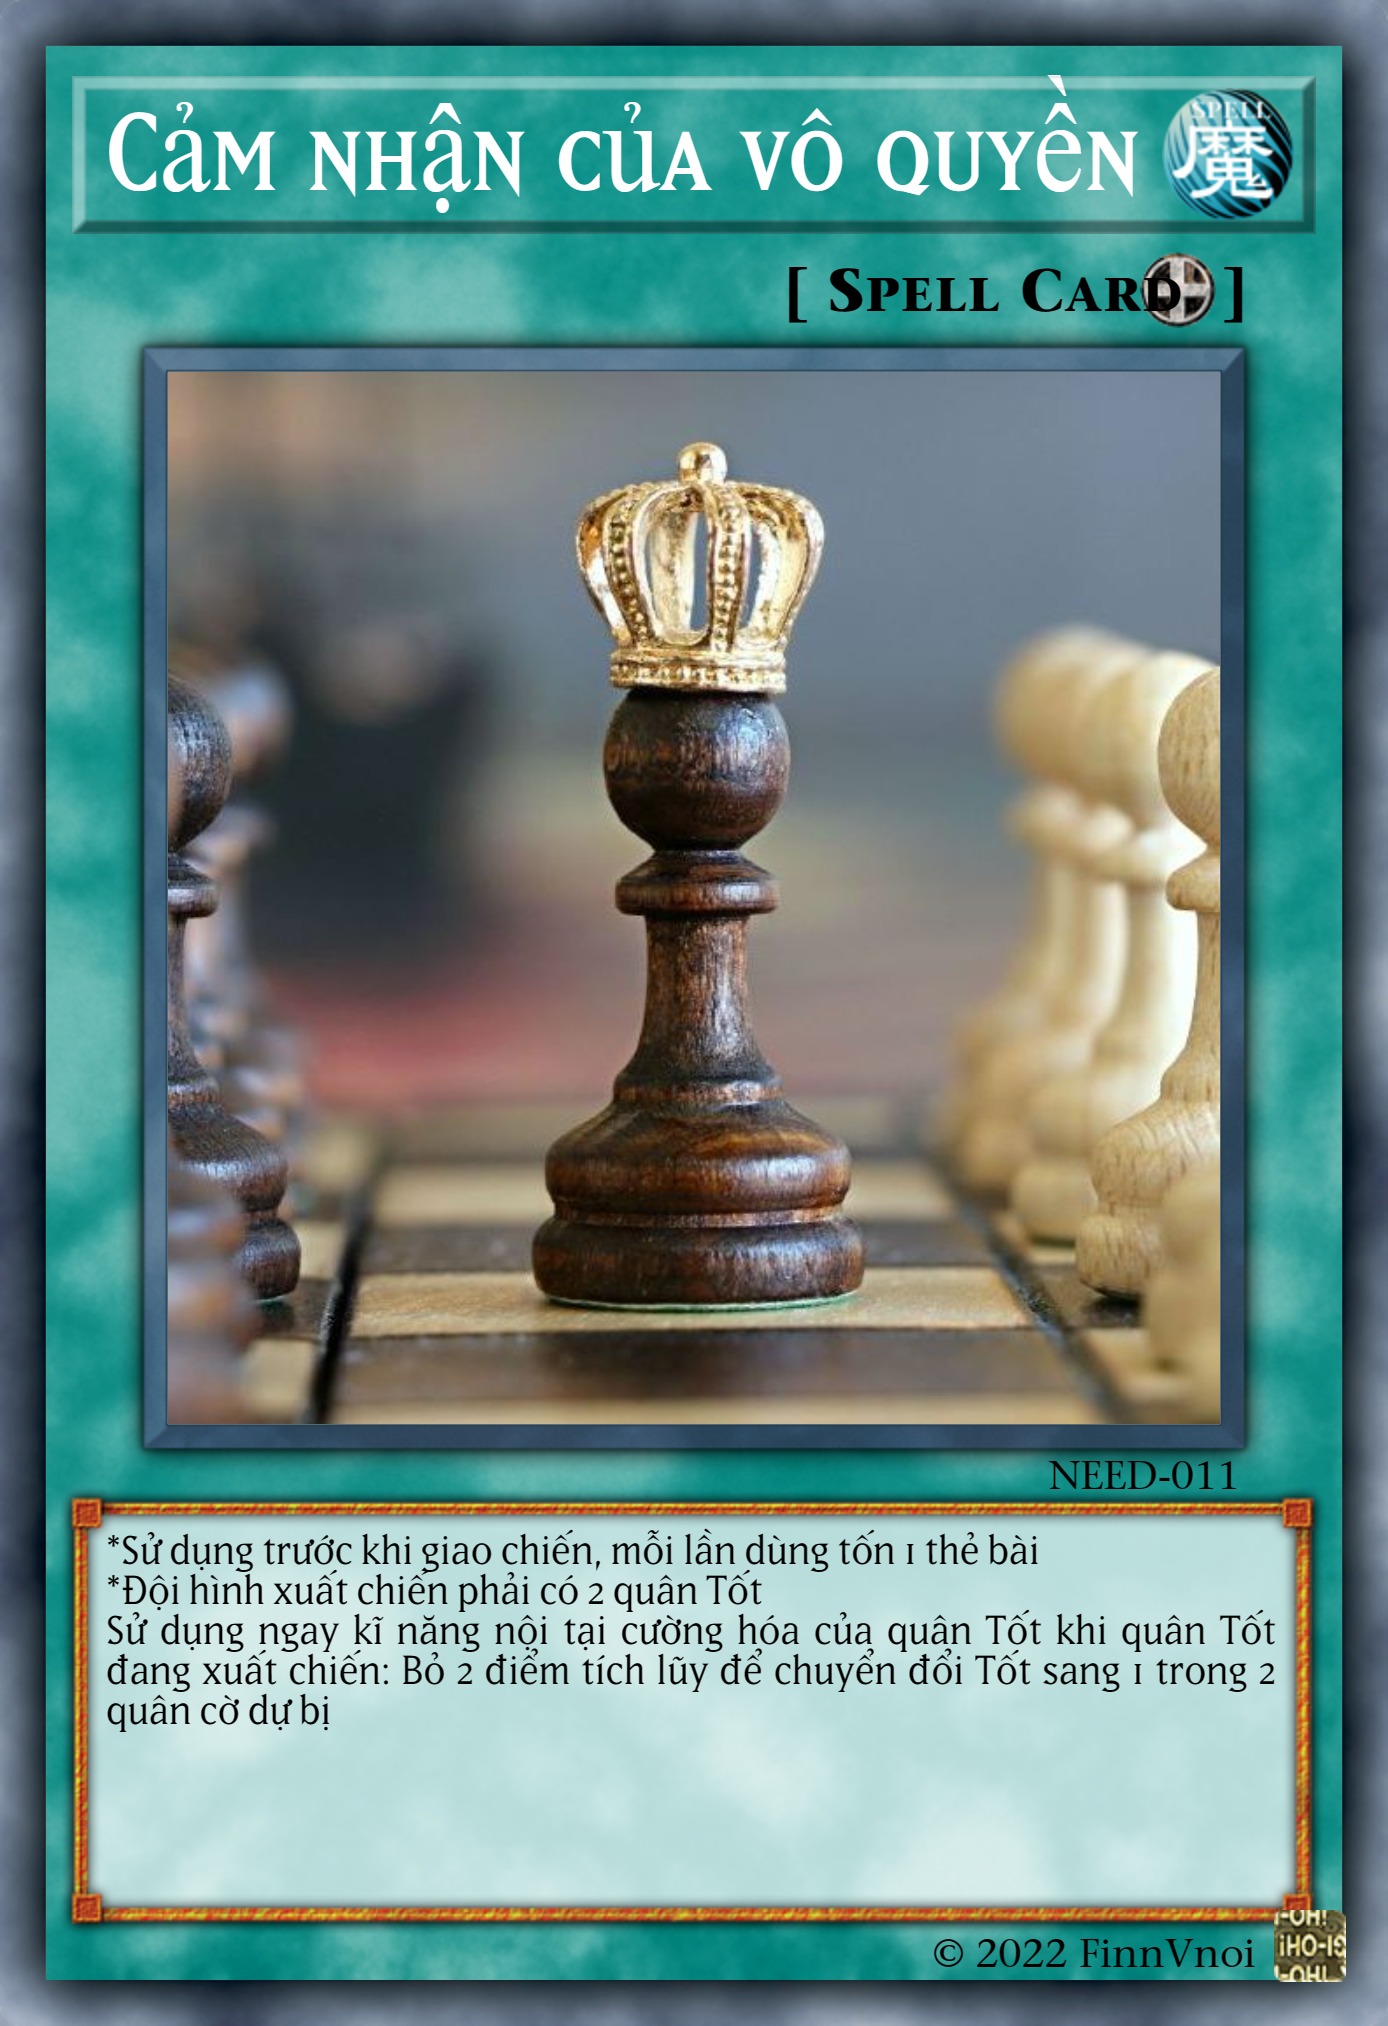 Cảm nhận của vô quyền
SPELL
魔
[ Spell Card ]
NEED-011
*Sử dụng trước khi giao chiến, mỗi lần dùng tốn 1 thẻ bài
*Đội hình xuất chiến phải có 2 quân Tốt
Sử dụng ngay kĩ năng nội tại cường hóa của quân Tốt khi quân Tốt
đang xuất chiến: Bỏ 2 điểm tích lũy để chuyển đổi Tốt sang 1 trong 2
quân cờ dự bị
© 2022 FinnVnoi